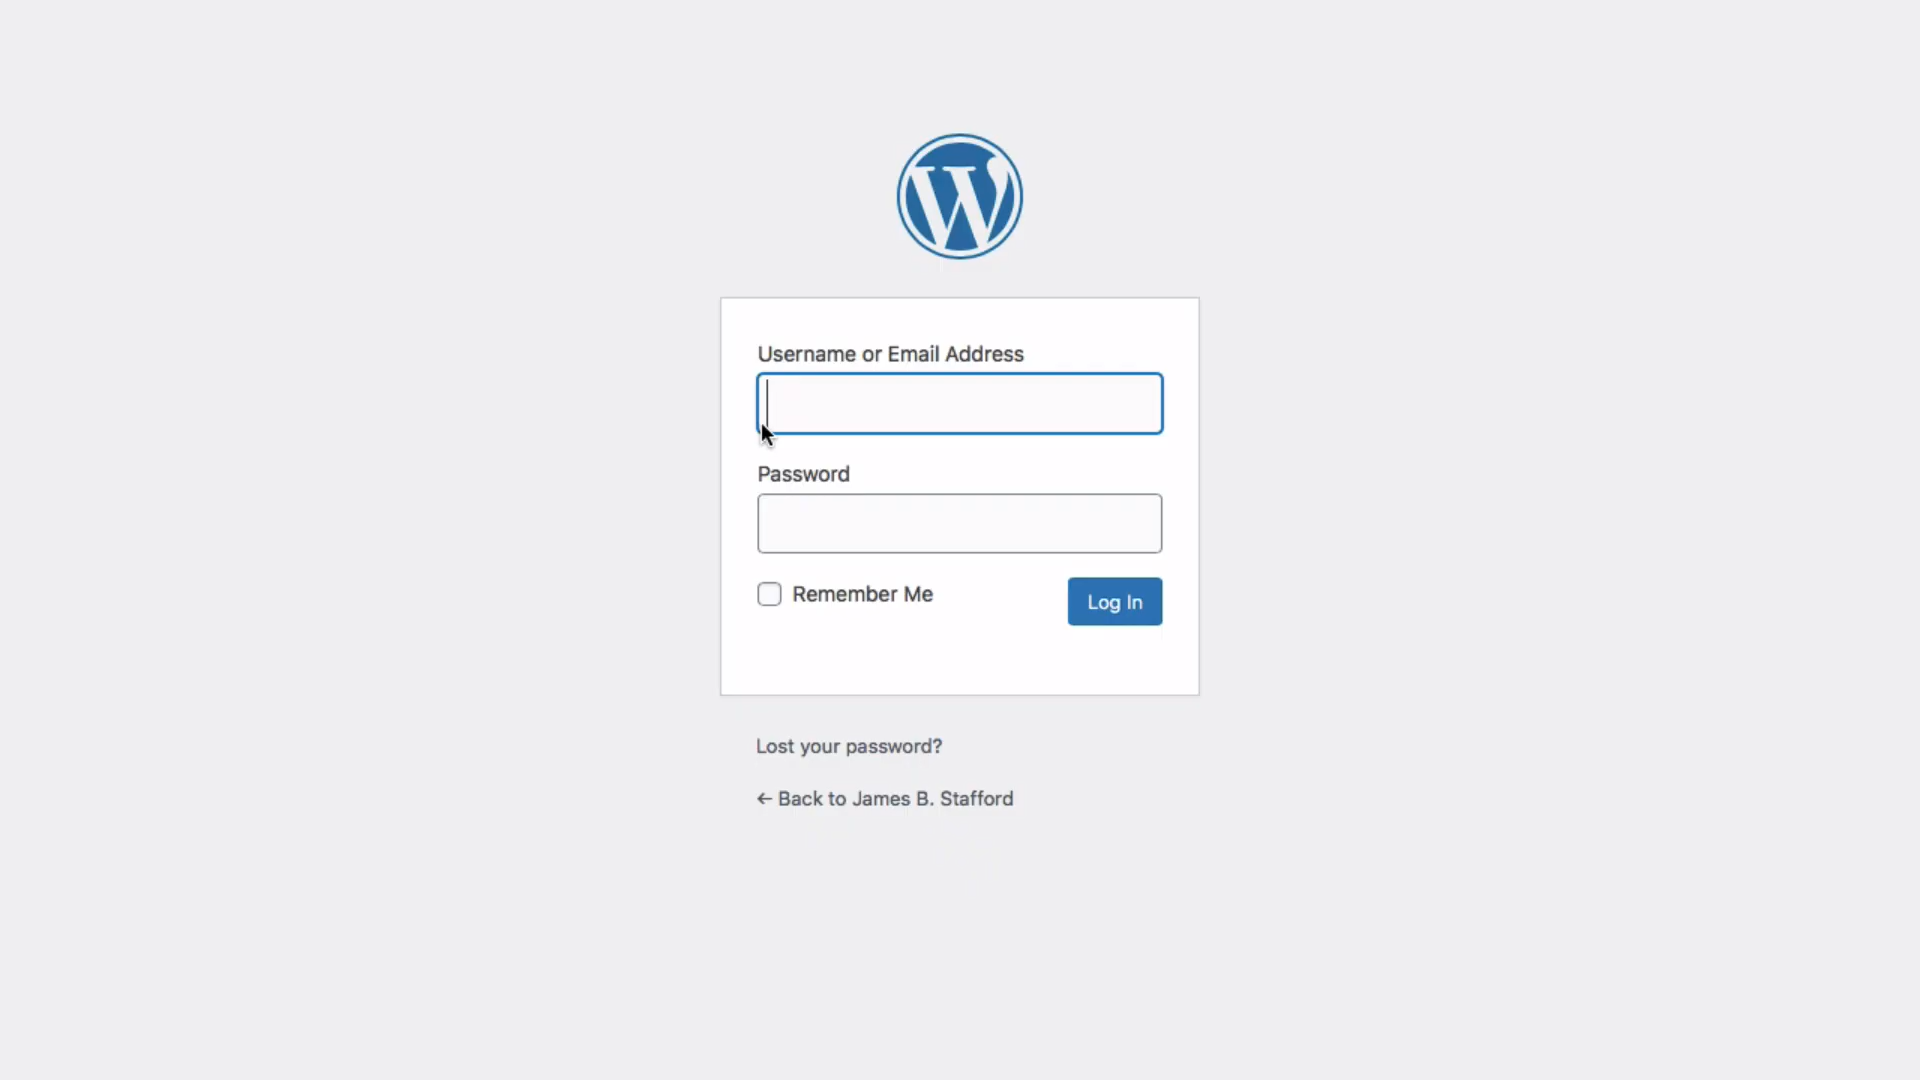 Username or Email Address
Password
Remember Me
Log In
Lost your password?
← Back to James B. Stafford